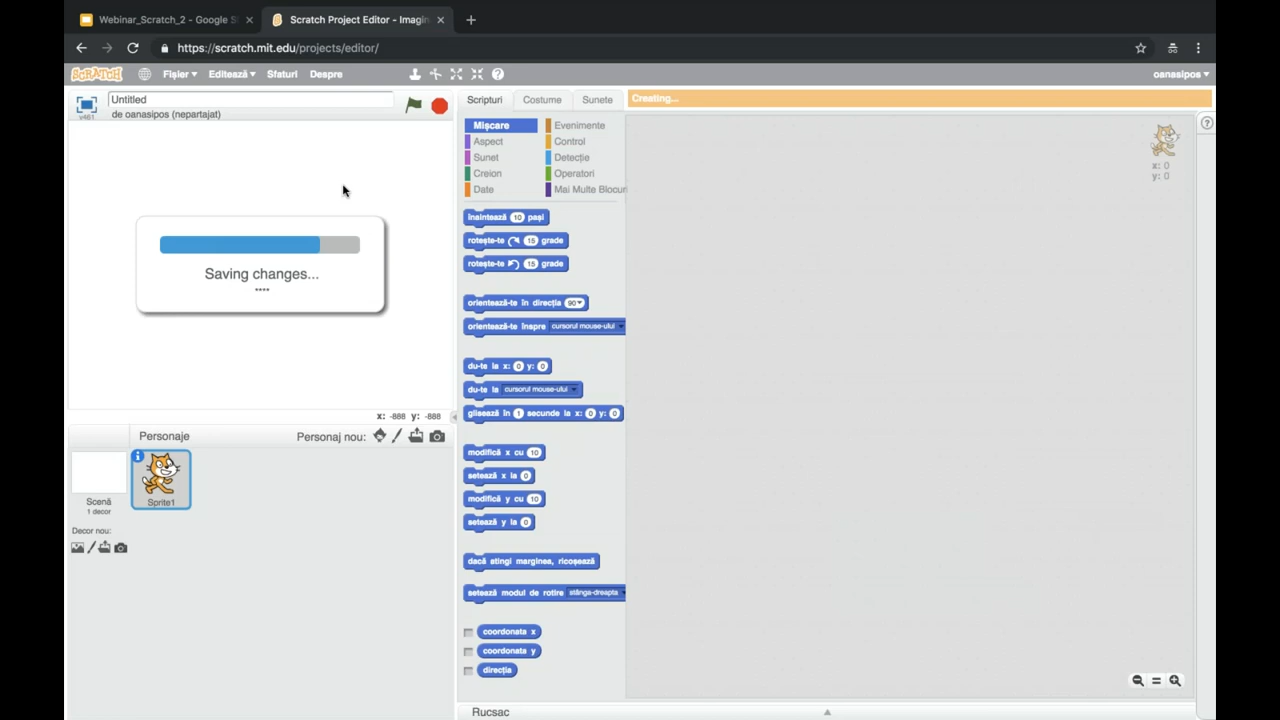 Webinar_Scratch_2 - Google S
Scratch Project Editor - Imagin
https://scratch.mit.edu/projects/editor/
SCRATCH Fișier Editează Sfaturi Despre oanasipos
Untitled
de oanasipos (nepartajat)
v461
Scripturi Costume Sunete
Creating...
Mișcare Evenimente
Aspect Control
Sunet Detecție
Creion Operatori
Date Mai Multe Blocur
x: 0
y: 0
înaintează 10 pași
rotește-te 15 grade
rotește-te 15 grade
orientează-te în direcția 90
orientează-te înspre cursorul mouse-ului
du-te la x: 0 y: 0
du-te la cursorul mouse-ului
glisează în 1 secunde la x: 0 y: 0
modifică x cu 10
setează x la 0
modifică y cu 10
setează y la 0
dacă atingi marginea, ricoșează
setează modul de rotire stânga-dreapta
coordonata x
coordonata y
direcția
Saving changes...
****
x: -888 y: -888
Personaje Personaj nou:
Scenă
1 decor
Sprite1
Decor nou:
Rucsac